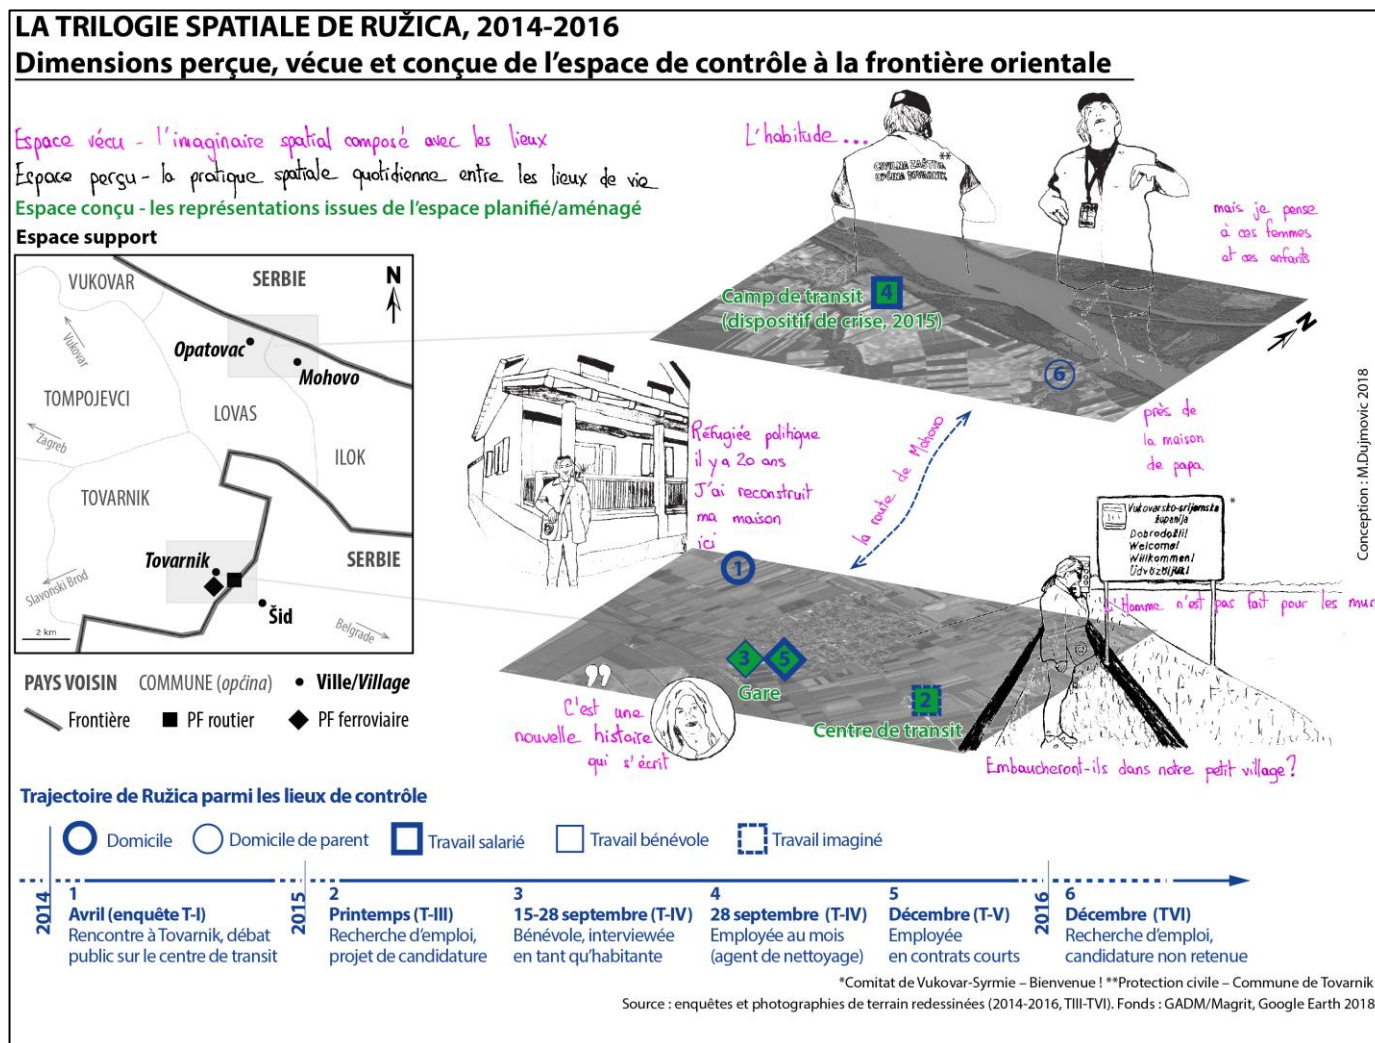 LA TRILOGIE SPATIALE DE RUŽICA, 2014-2016
Dimensions perçue, vécue et conçue de l'espace de contrôle à la frontière orientale
Espace vécu - l'imaginaire spatial composé avec les lieux
Espace perçu - la pratique spatiale quotidienne entre les lieux de vie
Espace conçu - les représentations issues de l'espace planifié/aménagé
Espace support
VUKOVAR
SERBIE
N
Vukovar
Opatovac
Mohovo
TOMPOJEVCI
LOVAS
Zagreb
ILOK
TOVARNIK
Tovarnik
SERBIE
Slavonski Brod
Šid
2 km
Belgrade
PAYS VOISIN
COMMUNE (općina)
Ville/Village
Frontière
PF routier
PF ferroviaire
L'habitude ...
**
CIVILNA ZAŠTITA
OPĆINA TOVARNIK
mais je pense
à ces femmes
et ces enfants
Camp de transit
(dispositif de crise, 2015)
4
N
6
près de
la maison
de papa
la route de Mohovo
Réfugiée politique
il y a 20 ans
J'ai reconstruit
ma maison
ici
1
Vukovarsko-srijemska
županija
Dobrodošli!
Welcome!
Willkommen!
Üdvözöljük!
*
L'Homme n'est pas fait pour les murs
3
5
Gare
2
Centre de transit
C'est une
nouvelle histoire
qui s'écrit
Embaucheront-ils dans notre petit village ?
Conception : M.Dujmovic 2018
Trajectoire de Ružica parmi les lieux de contrôle
Domicile
Domicile de parent
Travail salarié
Travail bénévole
Travail imaginé
2014
1
Avril (enquête T-I)
Rencontre à Tovarnik, débat
public sur le centre de transit
2015
2
Printemps (T-III)
Recherche d'emploi,
projet de candidature
3
15-28 septembre (T-IV)
Bénévole, interviewée
en tant qu'habitante
4
28 septembre (T-IV)
Employée au mois
(agent de nettoyage)
5
Décembre (T-V)
Employée
en contrats courts
2016
6
Décembre (TVI)
Recherche d'emploi,
candidature non retenue
*Comitat de Vukovar-Syrmie – Bienvenue ! **Protection civile – Commune de Tovarnik
Source : enquêtes et photographies de terrain redessinées (2014-2016, TIII-TVI). Fonds : GADM/Magrit, Google Earth 2018